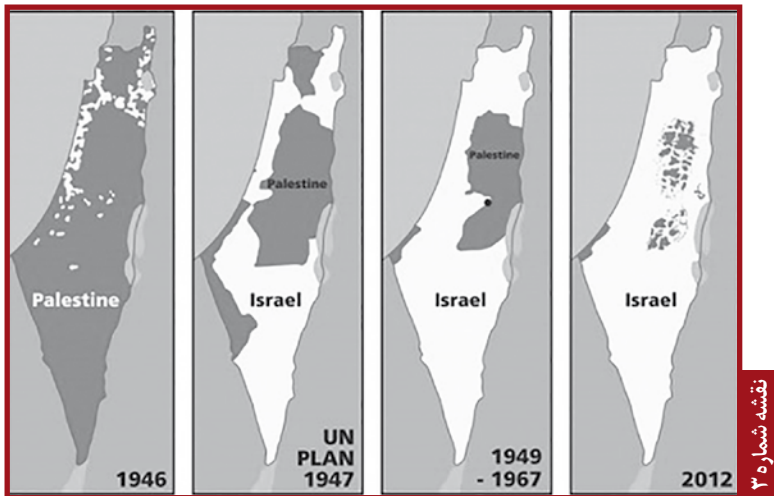 Palestine
1946
Palestine
Israel
UN
PLAN
1947
Palestine
Israel
1949
- 1967
Israel
2012
نقشه شماره ۳